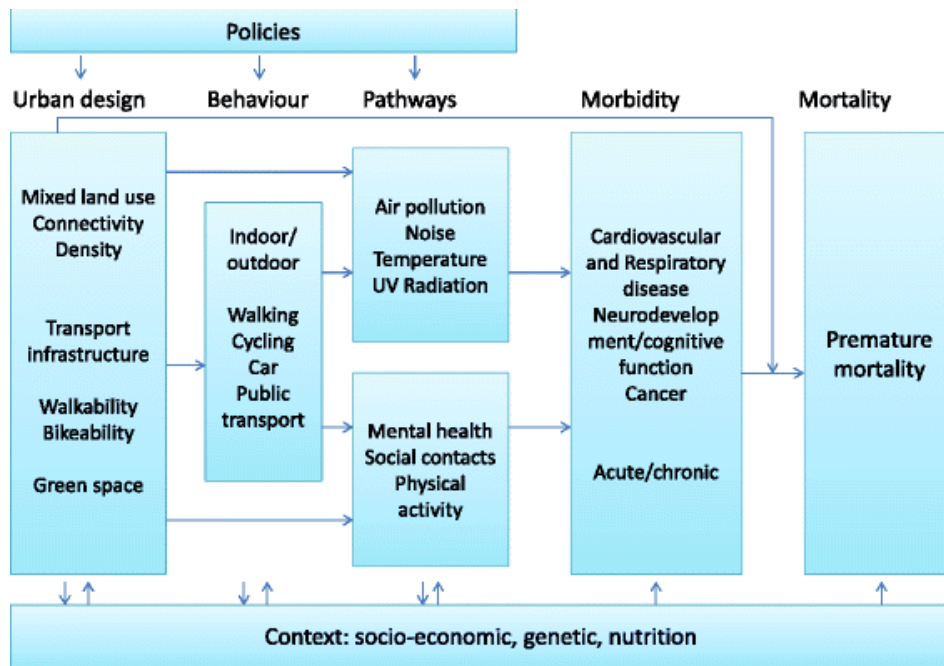 Policies
Urban design
Behaviour
Pathways
Morbidity
Mortality
Mixed land use
Connectivity
Density
Transport
infrastructure
Walkability
Bikeability
Green space
Indoor/
outdoor
Walking
Cycling
Car
Public
transport
Air pollution
Noise
Temperature
UV Radiation
Mental health
Social contacts
Physical
activity
Cardiovascular
and Respiratory
disease
Neurodevelop
ment/cognitive
function
Cancer
Acute/chronic
Premature
mortality
Context: socio-economic, genetic, nutrition